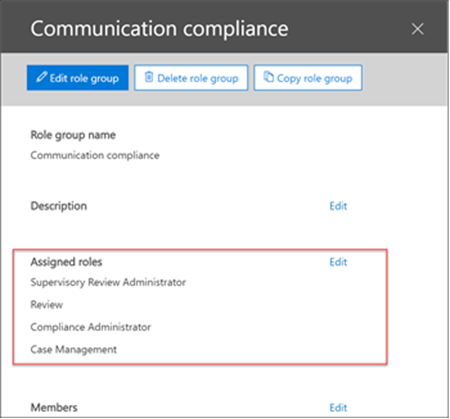 Communication compliance
Edit role group Delete role group Copy role group
Role group name
Communication compliance
Description Edit
Assigned roles Edit
Supervisory Review Administrator
Review
Compliance Administrator
Case Management
Members Edit